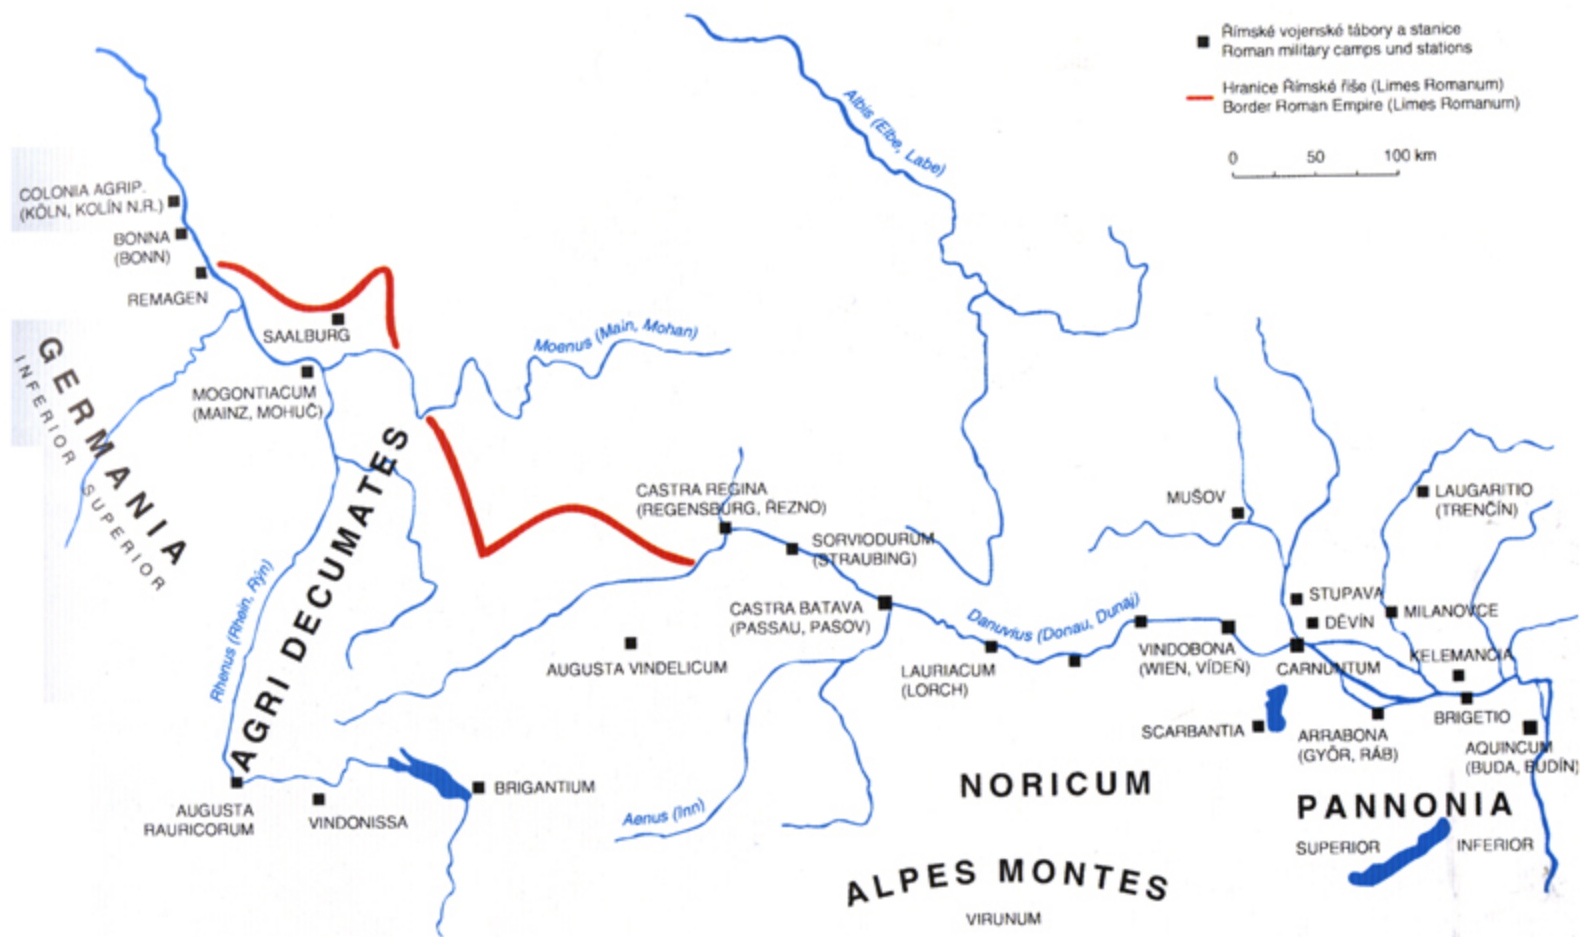 Římské vojenské tábory a stanice
Roman military camps und stations
Hranice Římské říše (Limes Romanum)
Border Roman Empire (Limes Romanum)
0 50 100 km
Albis (Elbe, Labe)
COLONIA AGRIP.
(KÖLN, KOLÍN N.R.)
BONNA
(BONN)
REMAGEN
SAALBURG
Moenus (Main, Mohan)
MOGONTIACUM
(MAINZ, MOHUČ)
GERMANIA
INFERIOR SUPERIOR
AGRI DECUMATES
Rhenus (Rhein, Rýn)
CASTRA REGINA
(REGENSBURG, ŘEZNO)
SORVIODURUM
(STRAUBING)
MUŠOV
LAUGARITIO
(TRENČÍN)
CASTRA BATAVA
(PASSAU, PASOV)
Danuvius (Donau, Dunaj)
STUPAVA
DĚVÍN
MILANOVCE
AUGUSTA VINDELICUM
LAURIACUM
(LORCH)
VINDOBONA
(WIEN, VÍDEŇ)
CARNUNTUM
KELEMANCIA
SCARBANTIA
ARRABONA
(GYÖR, RÁB)
BRIGETIO
AQUINCUM
(BUDA, BUDÍN)
AUGUSTA
RAURICORUM
VINDONISSA
BRIGANTIUM
Aenus (Inn)
NORICUM
PANNONIA
SUPERIOR INFERIOR
ALPES MONTES
VIRUNUM